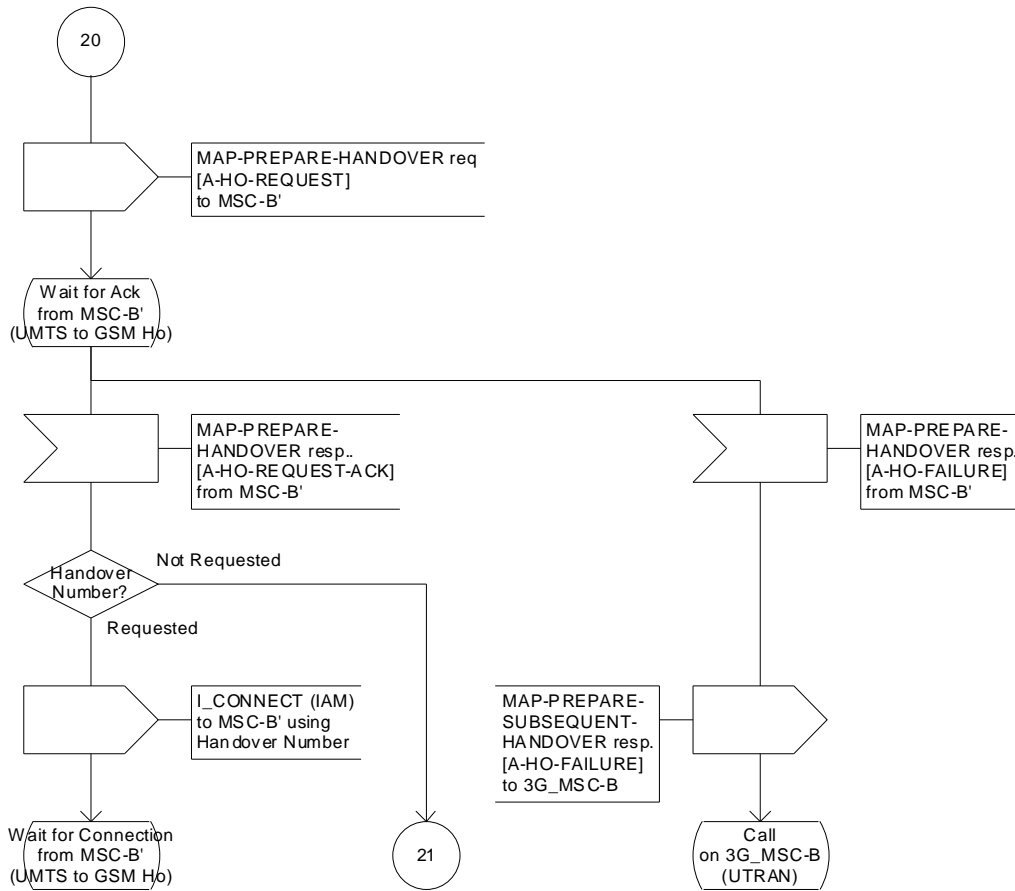 20
MAP-PREPARE-HANDOVER req
[A-HO-REQUEST]
to MSC-B'
Wait for Ack
from MSC-B'
(UMTS to GSM Ho)
MAP-PREPARE-
HANDOVER resp..
[A-HO-REQUEST-ACK]
from MSC-B'
MAP-PREPARE-
HANDOVER resp.
[A-HO-FAILURE]
from MSC-B'
Handover
Number?
Not Requested
Requested
I_CONNECT (IAM)
to MSC-B' using
Handover Number
MAP-PREPARE-
SUBSEQUENT-
HANDOVER resp.
[A-HO-FAILURE]
to 3G_MSC-B
Wait for Connection
from MSC-B'
(UMTS to GSM Ho)
21
Call
on 3G_MSC-B
(UTRAN)